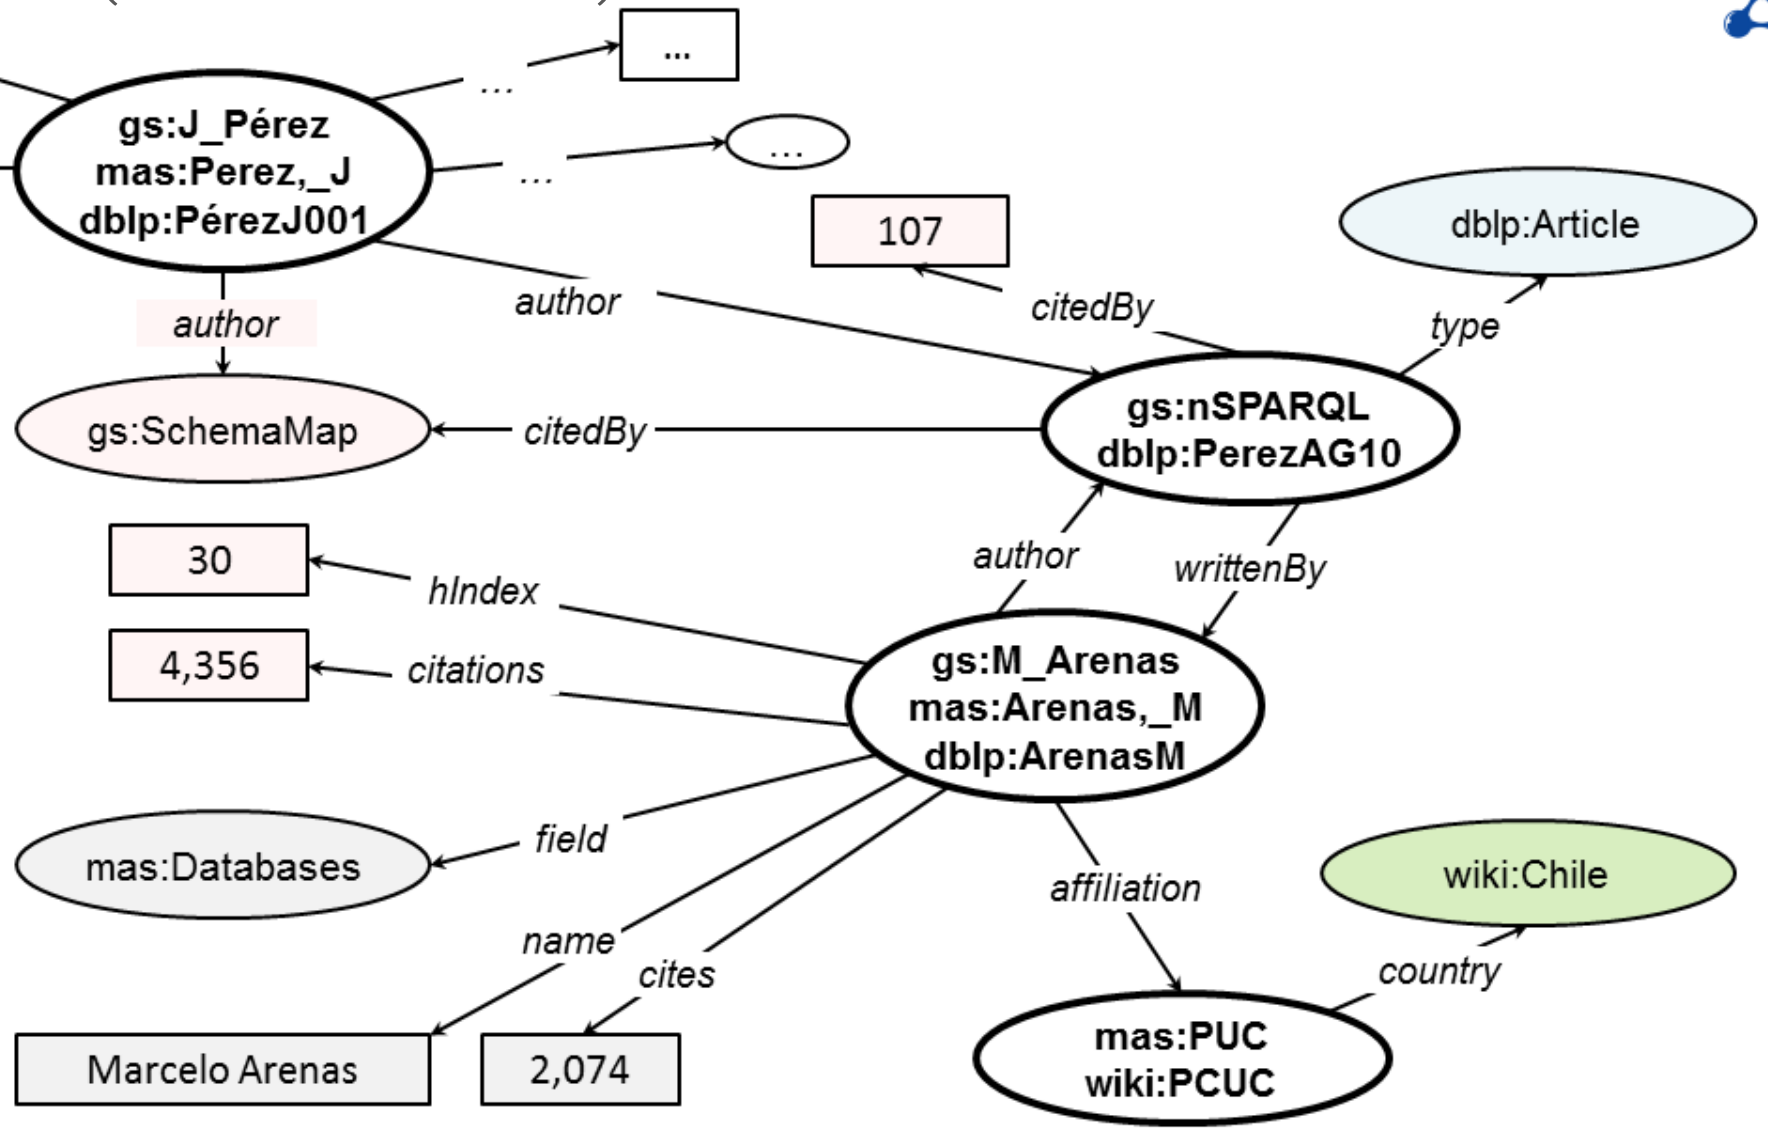 ...
gs:J_Pérez
mas:Perez,_J
dblp:PérezJ001
...
...
...
107
dblp:Article
author
author
citedBy
type
gs:nSPARQL
dblp:PerezAG10
gs:SchemaMap
citedBy
30
hIndex
author
writtenBy
4,356
citations
gs:M_Arenas
mas:Arenas,_M
dblp:ArenasM
mas:Databases
field
affiliation
wiki:Chile
name
cites
country
Marcelo Arenas
2,074
mas:PUC
wiki:PCUC